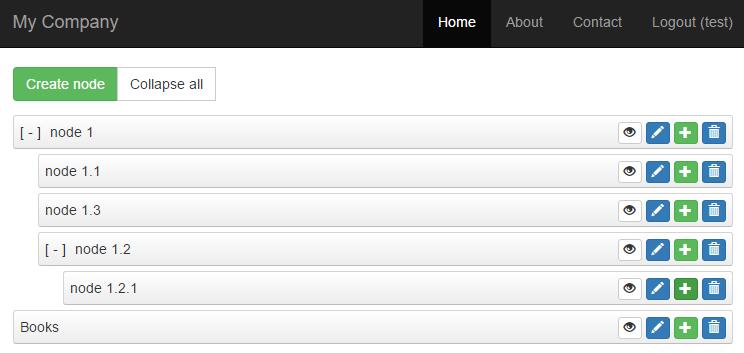 My Company Home About Contact Logout (test)
Create node Collapse all
[ - ] node 1
node 1.1
node 1.3
[ - ] node 1.2
node 1.2.1
Books